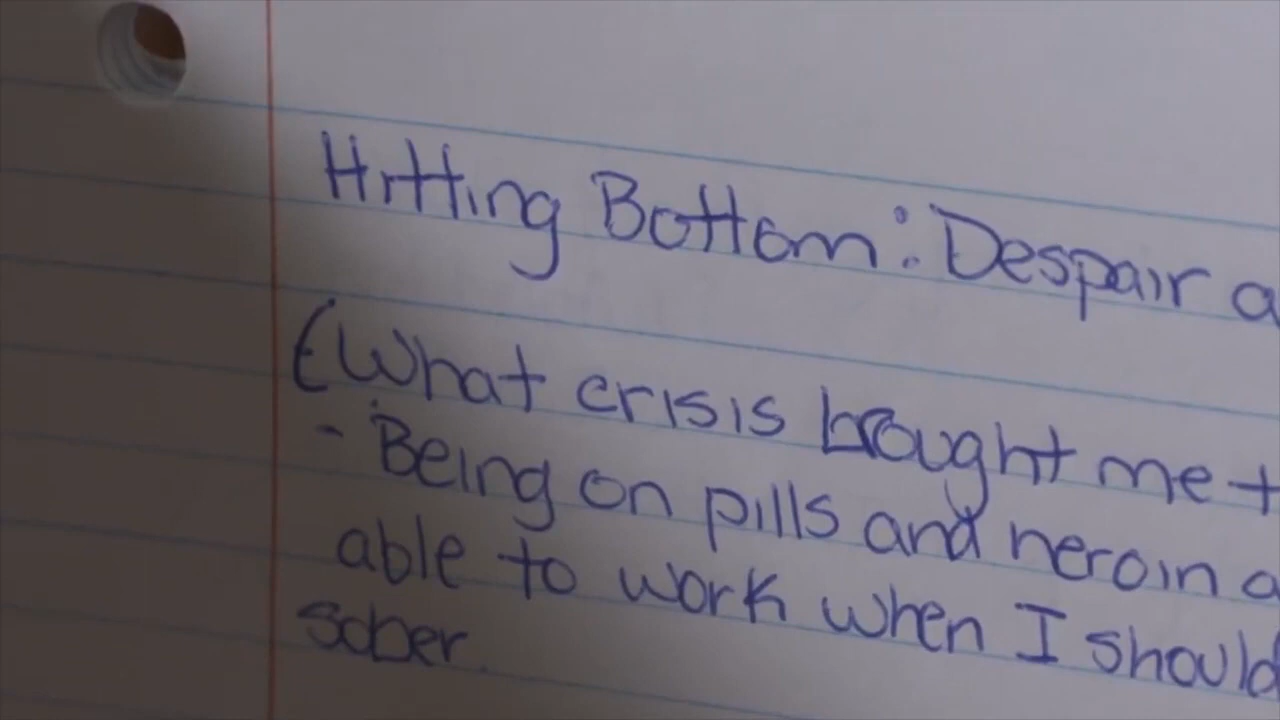 Hitting Bottom: Despair a
(What crisis brought me t
- Being on pills and heroin a
able to work when I should
sober.